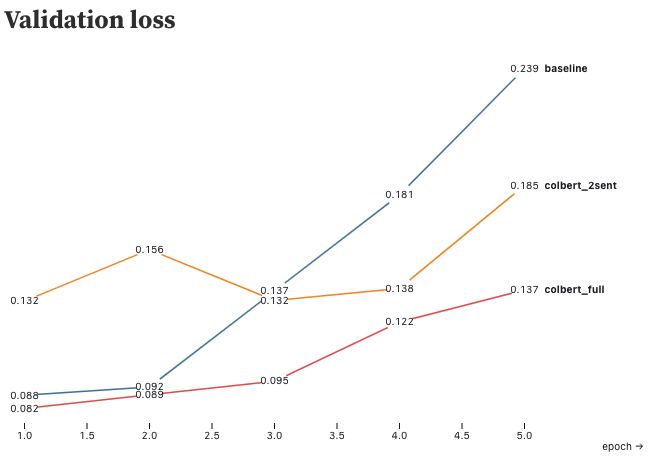 Validation loss
0.239 baseline
0.181
0.185 colbert_2sent
0.156
0.137
0.132
0.132
0.138
0.137 colbert_full
0.122
0.088
0.092
0.089
0.095
0.082
1.0 1.5 2.0 2.5 3.0 3.5 4.0 4.5 5.0
epoch →